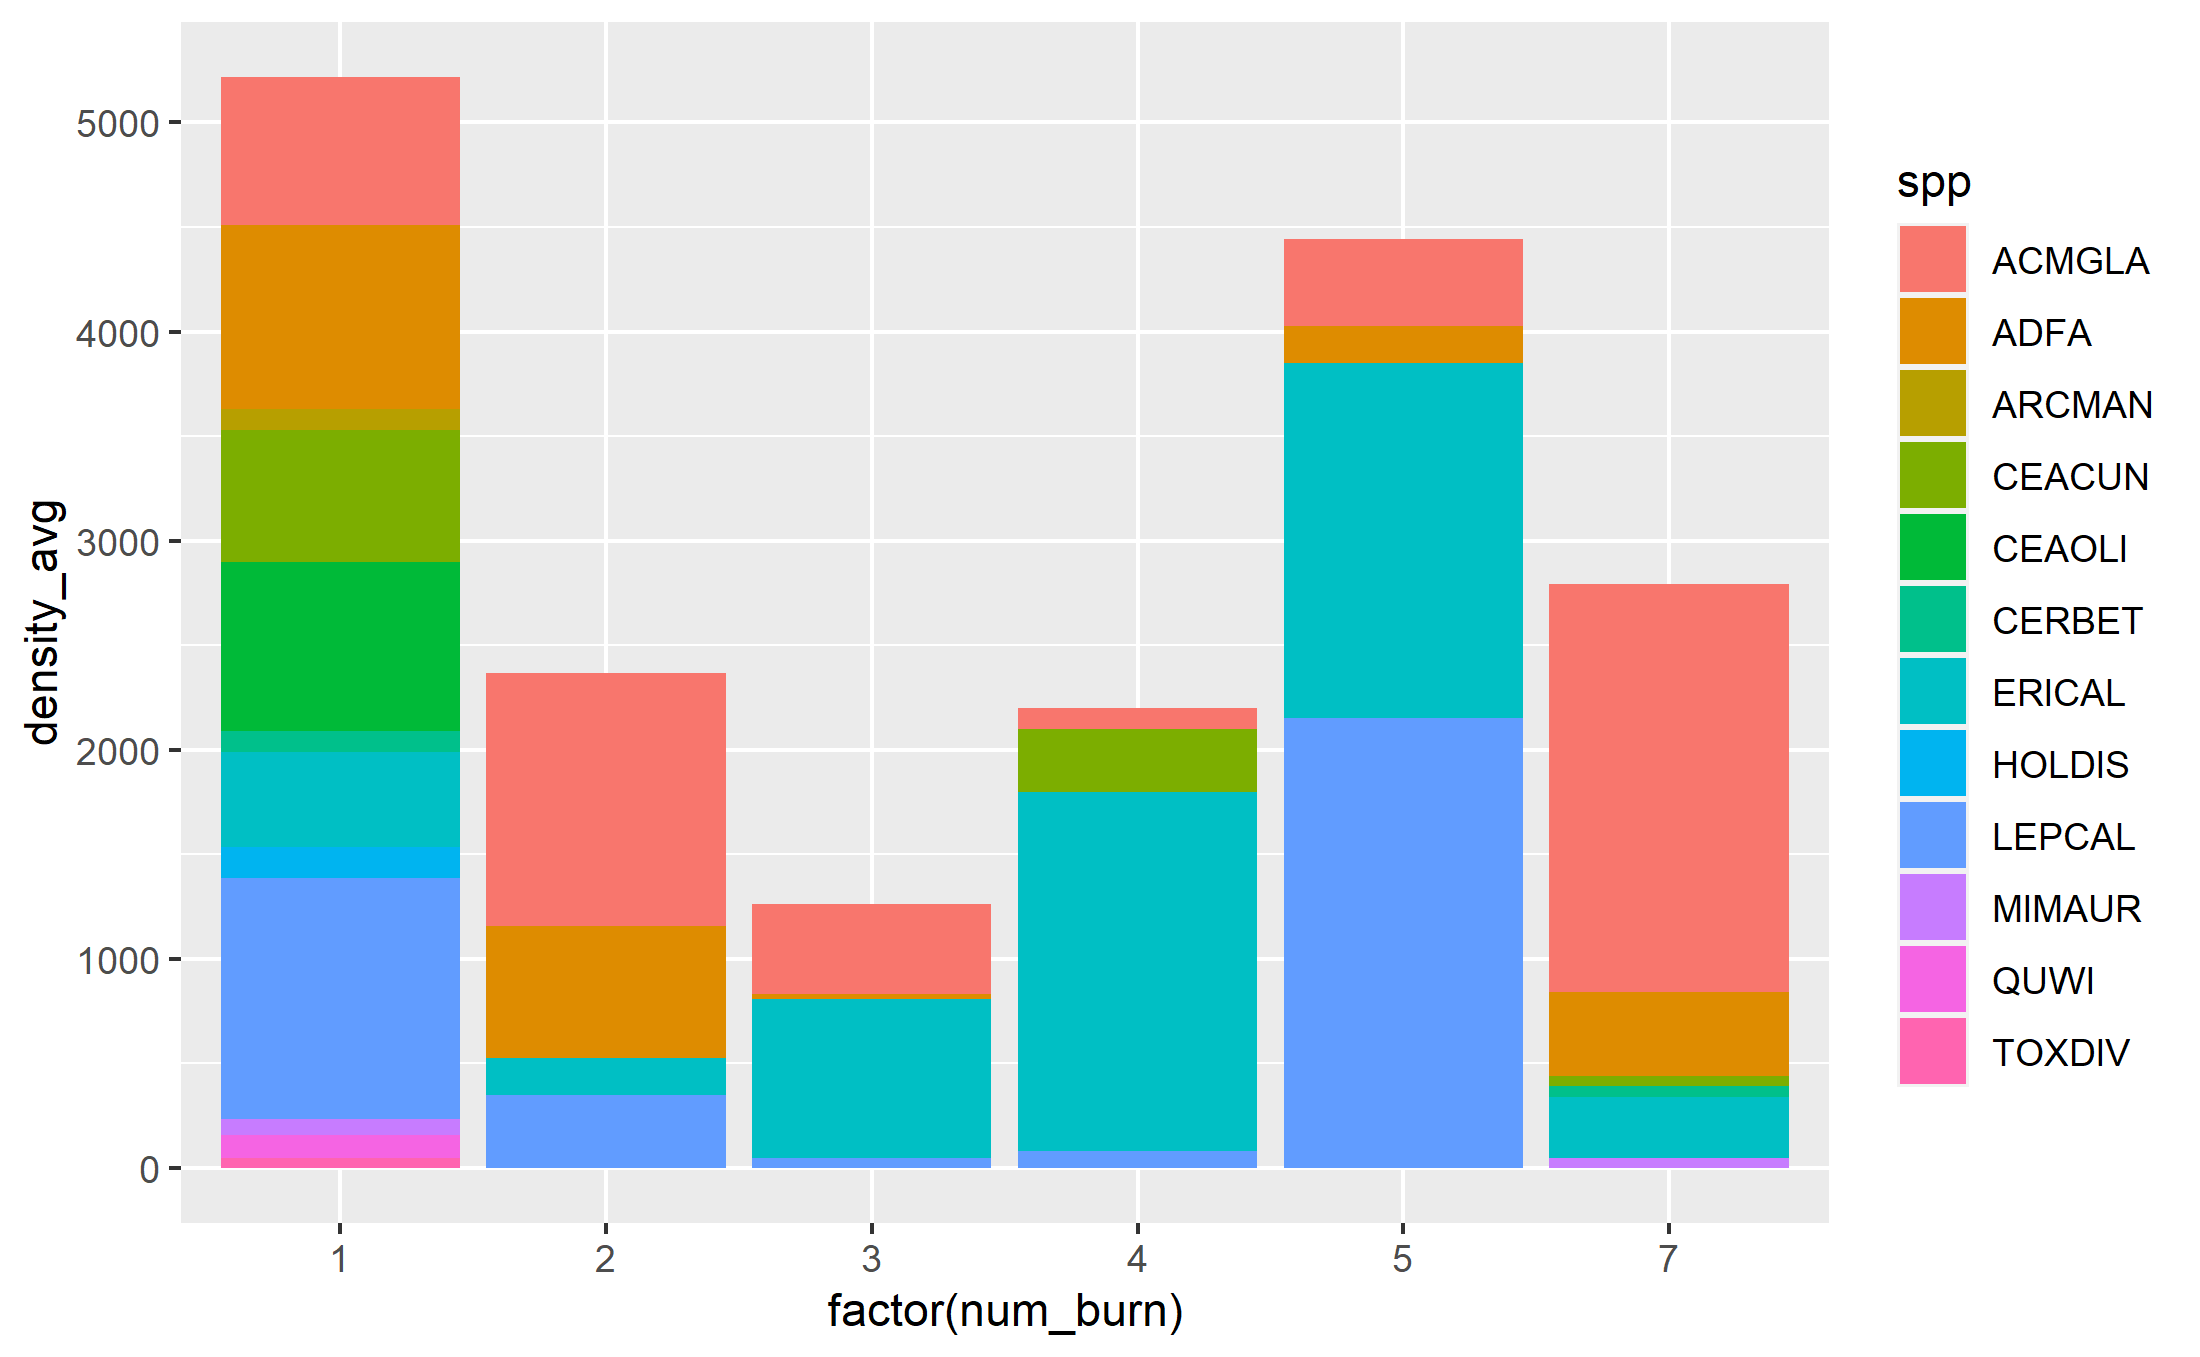 5000
4000
3000
2000
1000
0
density_avg
1 2 3 4 5 7
factor(num_burn)
spp
ACMGLA
ADFA
ARCMAN
CEACUN
CEAOLI
CERBET
ERICAL
HOLDIS
LEPCAL
MIMAUR
QUWI
TOXDIV